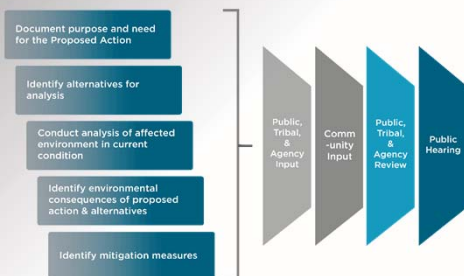 Document purpose and need
for the Proposed Action
Identify alternatives for
analysis
Conduct analysis of affected
environment in current
condition
Identify environmental
consequences of proposed
action & alternatives
Identify mitigation measures
Public,
Tribal,
&
Agency
Input
Comm
-unity
Input
Public,
Tribal,
&
Agency
Review
Public
Hearing